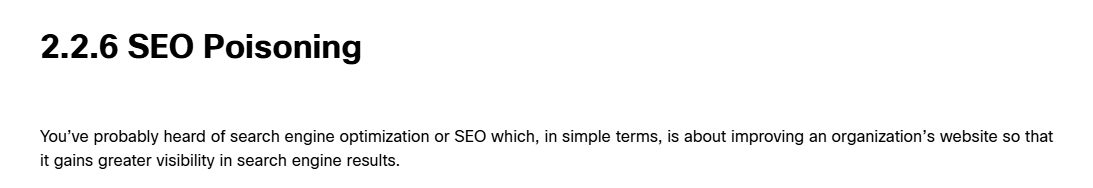 2.2.6 SEO Poisoning
You’ve probably heard of search engine optimization or SEO which, in simple terms, is about improving an organization’s website so that
it gains greater visibility in search engine results.